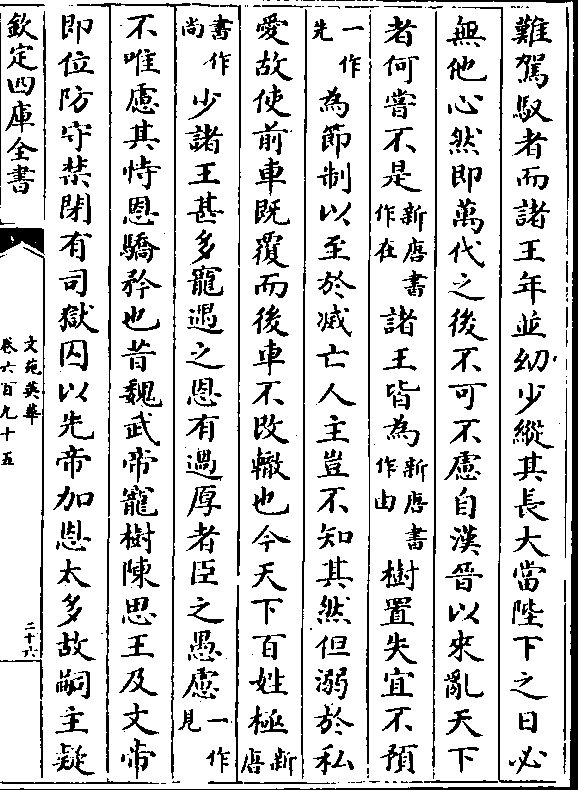 難駕馭者而諸王年並幼少縱其長大當陛下之日必
無他心然即萬代之後不可不慮自漢晉以來亂天下
者何嘗不是新唐書作在諸王皆為新唐書作由樹置失宜不預
一作先為節制以至於滅亡人主豈不知其然但溺於私
愛故使前車既覆而後車不改轍也今天下百姓極新唐
書作尚少諸王甚多寵遇之恩有過厚者臣之愚慮一作見
不唯慮其恃恩驕矜也昔魏武帝寵樹陳思王及文帝
即位防守禁閉有司獄囚以先帝加恩太多故嗣主疑
欽定四庫全書
文苑英華
卷六百九十五
二十六